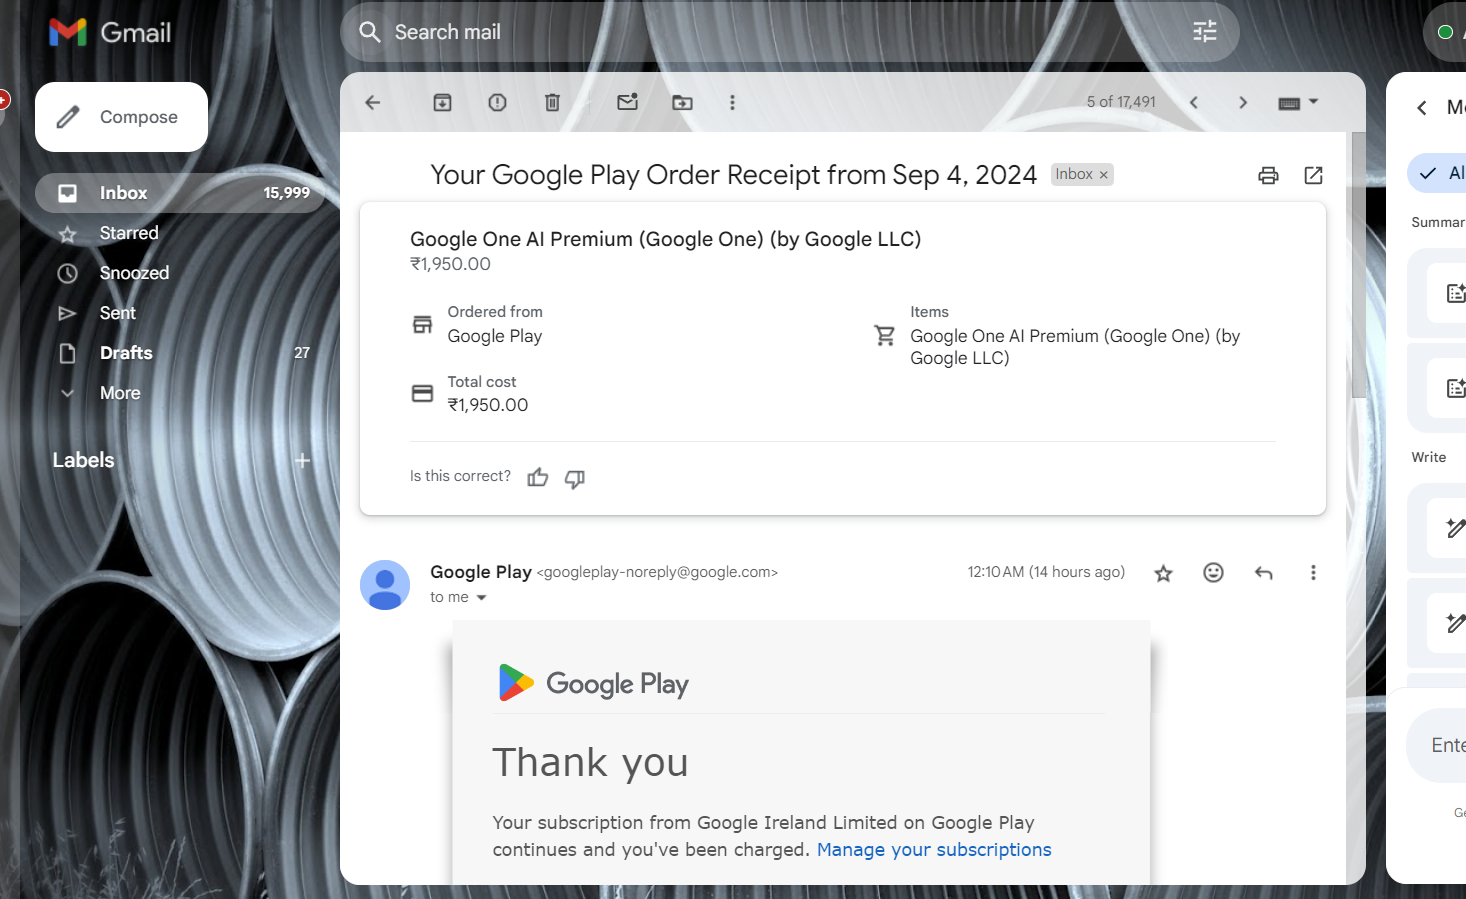 Gmail
Search mail
Compose
Inbox 15,999
Starred
Snoozed
Sent
Drafts 27
More
Labels
5 of 17,491
Your Google Play Order Receipt from Sep 4, 2024 Inbox ×
Google One AI Premium (Google One) (by Google LLC)
₹1,950.00
Ordered from
Google Play
Items
Google One AI Premium (Google One) (by
Google LLC)
Total cost
₹1,950.00
Is this correct?
Google Play <googleplay-noreply@google.com> 12:10 AM (14 hours ago)
to me
Google Play
Thank you
Your subscription from Google Ireland Limited on Google Play
continues and you've been charged. Manage your subscriptions
Summar
Write
Ente